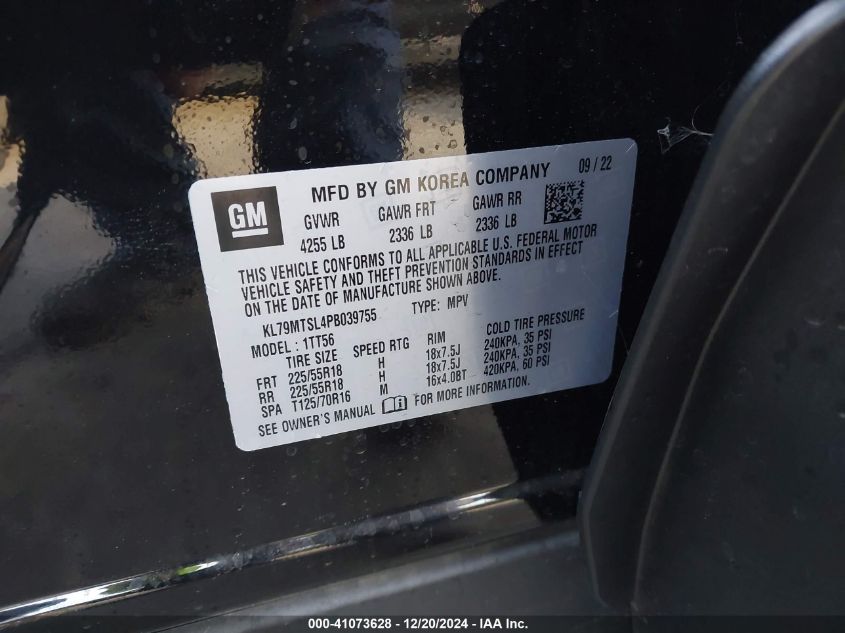 GM
MFD BY GM KOREA COMPANY 09 / 22
GVWR GAWR FRT GAWR RR
4255 LB 2336 LB 2336 LB
THIS VEHICLE CONFORMS TO ALL APPLICABLE U.S. FEDERAL MOTOR
VEHICLE SAFETY AND THEFT PREVENTION STANDARDS IN EFFECT
ON THE DATE OF MANUFACTURE SHOWN ABOVE.
KL79MTSL4PB039755 TYPE: MPV
MODEL : 1TT56
TIRE SIZE SPEED RTG RIM COLD TIRE PRESSURE
FRT 225/55R18 H 18x7.5J 240KPA, 35 PSI
RR 225/55R18 H 18x7.5J 240KPA, 35 PSI
SPA T125/70R16 M 16x4.0BT 420KPA, 60 PSI
SEE OWNER'S MANUAL FOR MORE INFORMATION.
000-41073628 - 12/20/2024 - IAA Inc.